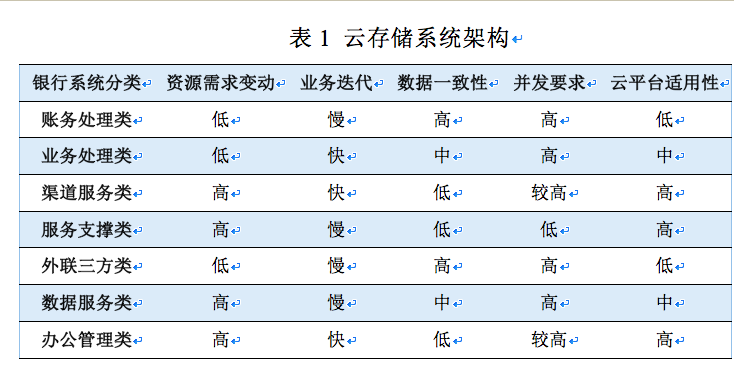 表 1 云存储系统架构
银行系统分类 资源需求变动 业务迭代 数据一致性 并发要求 云平台适用性
账务处理类 低 慢 高 高 低
业务处理类 低 快 中 高 中
渠道服务类 高 快 低 较高 高
服务支撑类 高 慢 低 低 高
外联三方类 低 慢 高 高 低
数据服务类 高 慢 中 高 中
办公管理类 高 快 低 较高 高